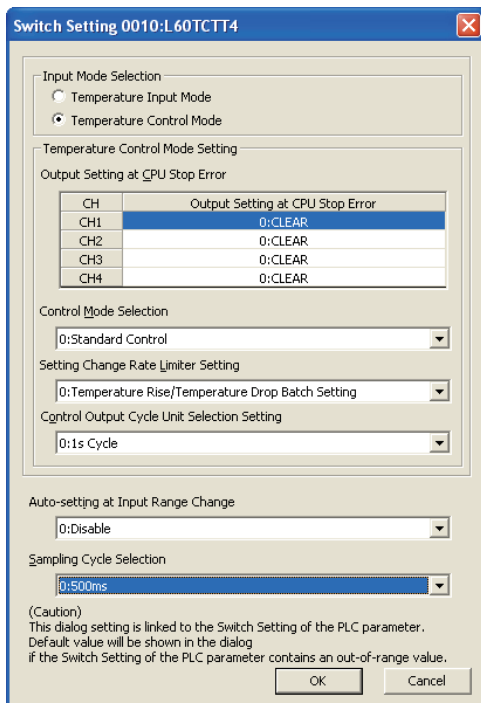 Switch Setting 0010:L60TCTT4
Input Mode Selection
Temperature Input Mode
Temperature Control Mode
Temperature Control Mode Setting
Output Setting at CPU Stop Error
CH Output Setting at CPU Stop Error
CH1 0:CLEAR
CH2 0:CLEAR
CH3 0:CLEAR
CH4 0:CLEAR
Control Mode Selection
0:Standard Control
Setting Change Rate Limiter Setting
0:Temperature Rise/Temperature Drop Batch Setting
Control Output Cycle Unit Selection Setting
0:1s Cycle
Auto-setting at Input Range Change
0:Disable
Sampling Cycle Selection
0:500ms
(Caution)
This dialog setting is linked to the Switch Setting of the PLC parameter.
Default value will be shown in the dialog
if the Switch Setting of the PLC parameter contains an out-of-range value.
OK Cancel